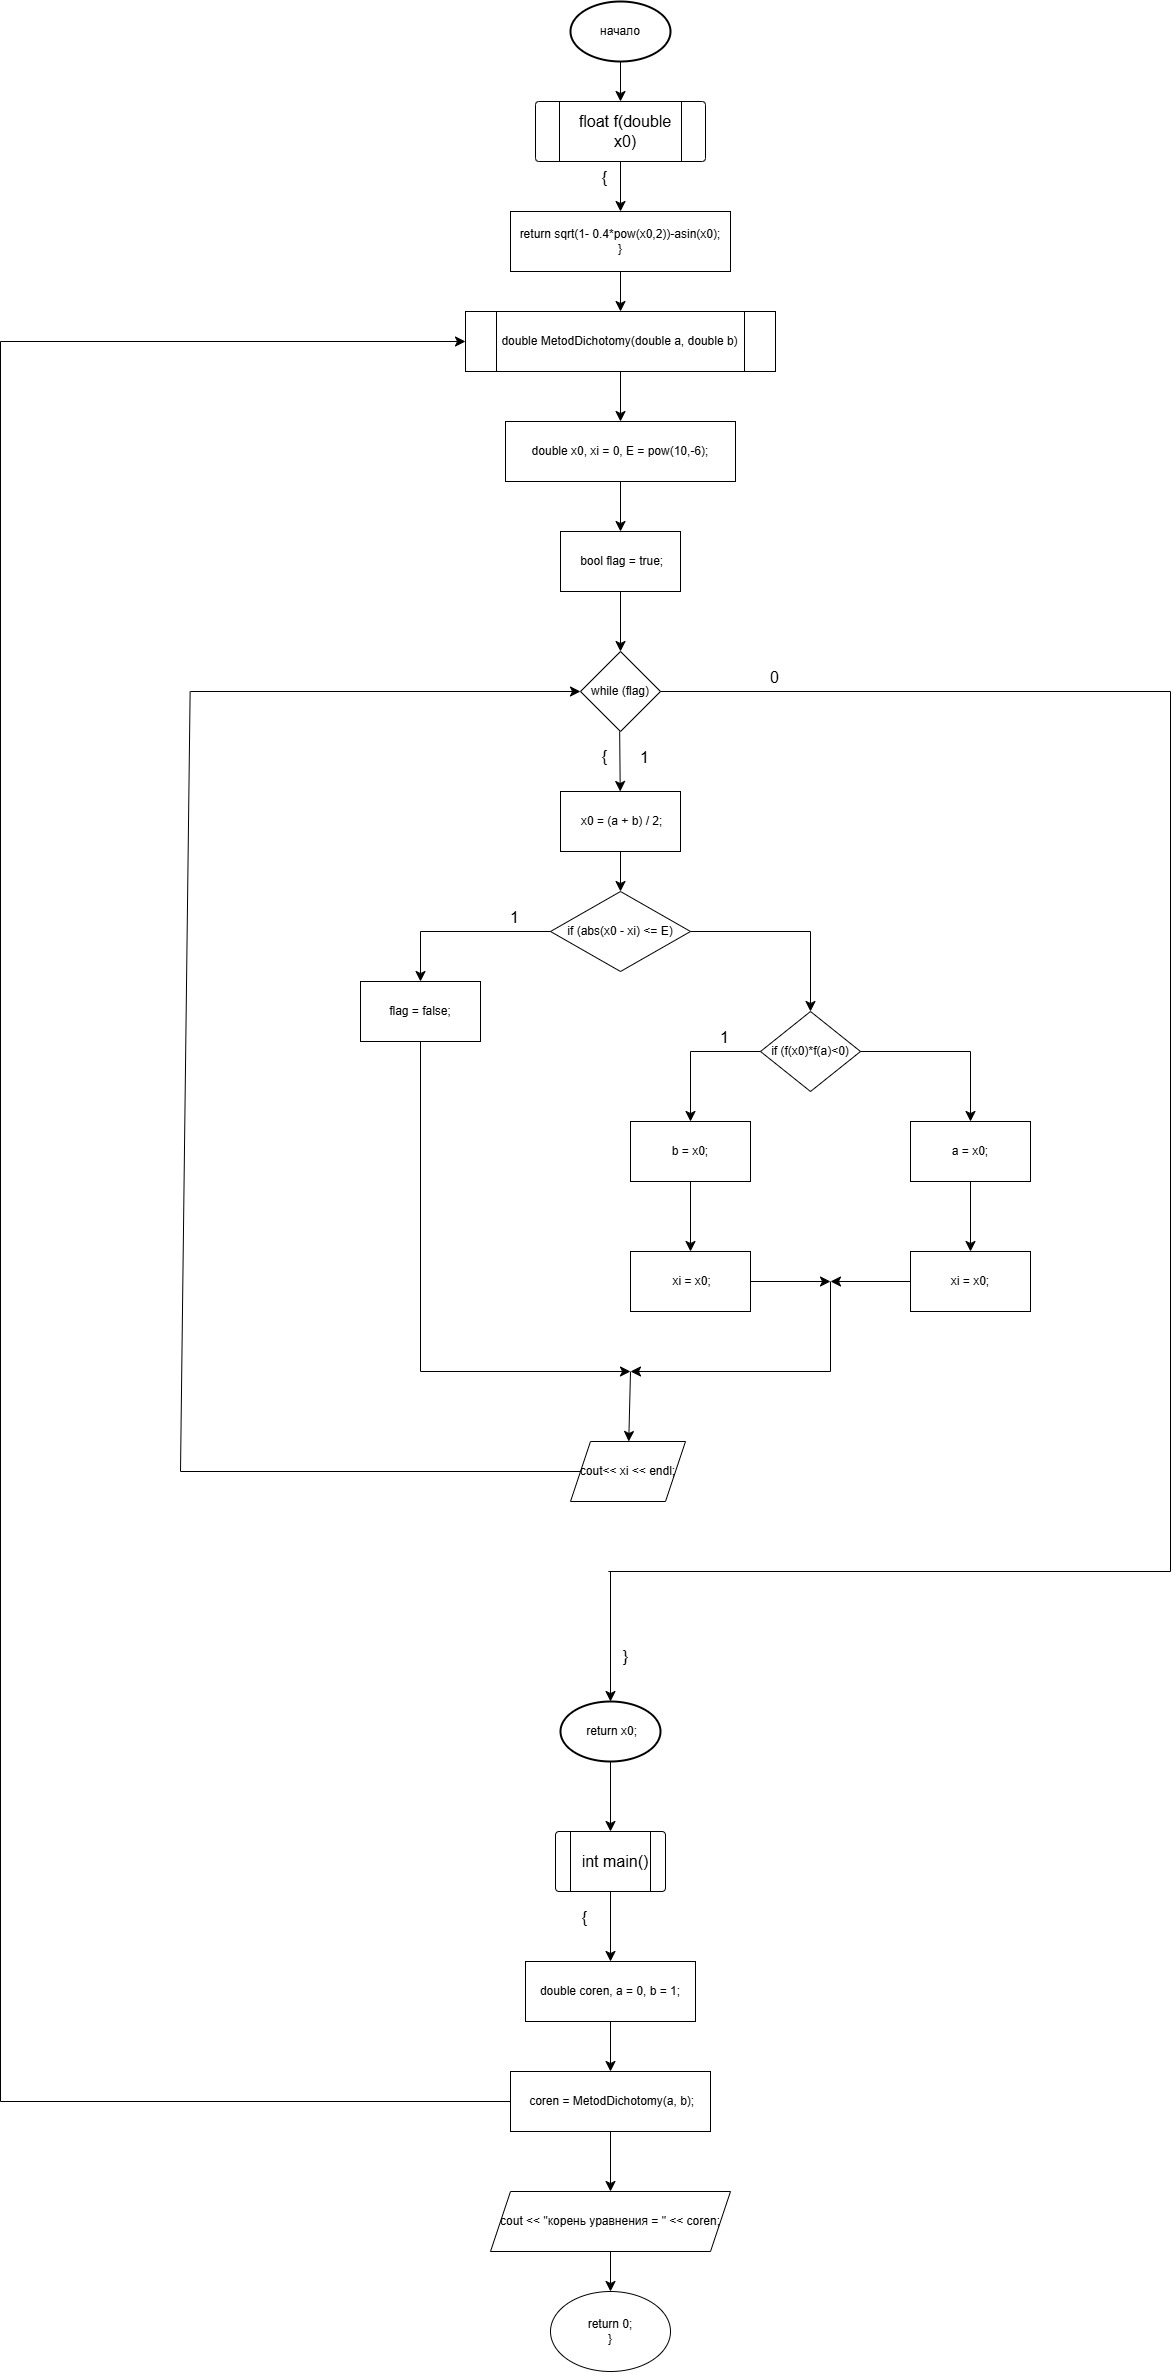 начало
float f(double
x0)
{
return sqrt(1- 0.4*pow(x0,2))-asin(x0);
}
double MetodDichotomy(double a, double b)
double x0, xi = 0, E = pow(10,-6);
bool flag = true;
0
while (flag)
{
1
x0 = (a + b) / 2;
1
if (abs(x0 - xi) <= E)
flag = false;
1
if (f(x0)*f(a)<0)
b = x0;
a = x0;
xi = x0;
xi = x0;
cout<< xi << endl;
}
return x0;
int main()
{
double coren, a = 0, b = 1;
coren = MetodDichotomy(a, b);
cout << "корень уравнения = " << coren;
return 0;
}